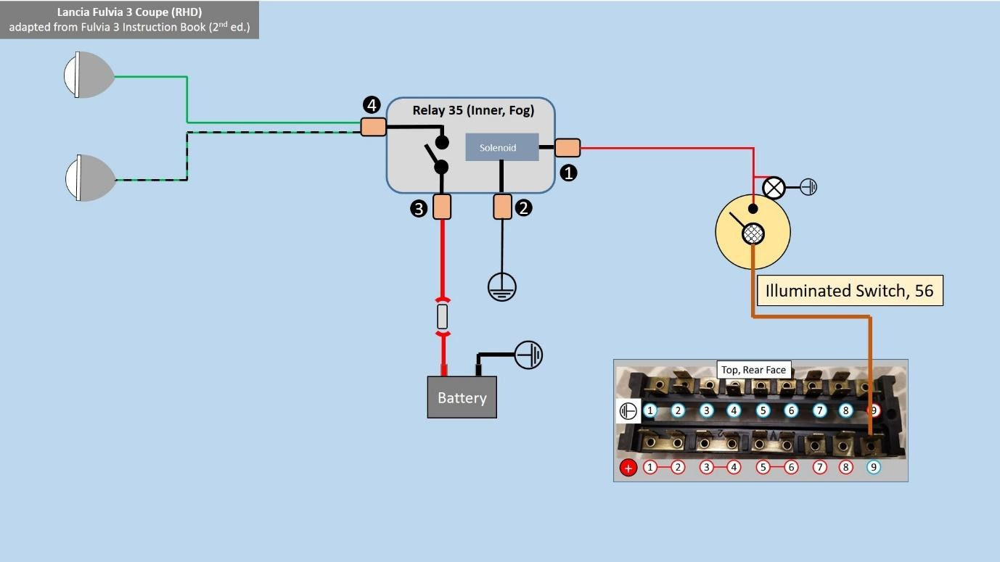 Lancia Fulvia 3 Coupe (RHD)
adapted from Fulvia 3 Instruction Book (2nd ed.)
4
Relay 35 (Inner, Fog)
Solenoid
1
3
2
Illuminated Switch, 56
Battery
Top, Rear Face
1 2 3 4 5 6 7 8 9
+ 1 2 3 4 5 6 7 8 9